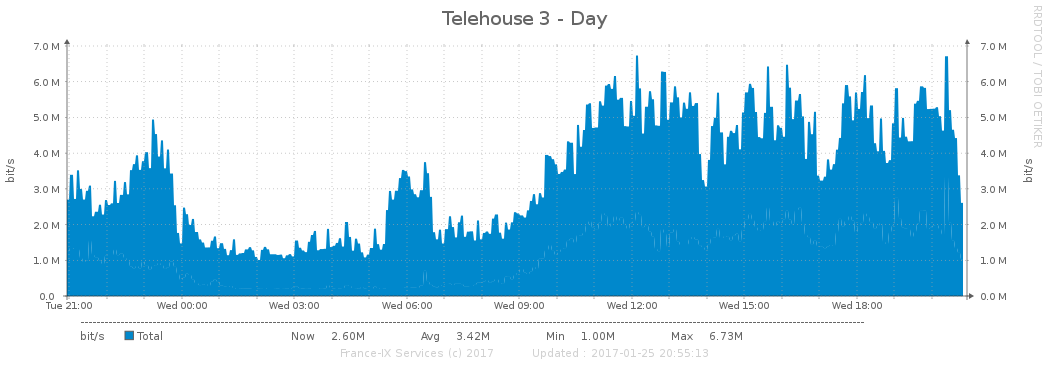 Telehouse 3 - Day
RRDTOOL / TOBI OETIKER
bit/s
bit/s
7.0 M 7.0 M
6.0 M 6.0 M
5.0 M 5.0 M
4.0 M 4.0 M
3.0 M 3.0 M
2.0 M 2.0 M
1.0 M 1.0 M
0.0 0.0 M
Tue 21:00 Wed 00:00 Wed 03:00 Wed 06:00 Wed 09:00 Wed 12:00 Wed 15:00 Wed 18:00
bit/s Total Now 2.60M Avg 3.42M Min 1.00M Max 6.73M
France-IX Services (c) 2017 Updated : 2017-01-25 20:55:13